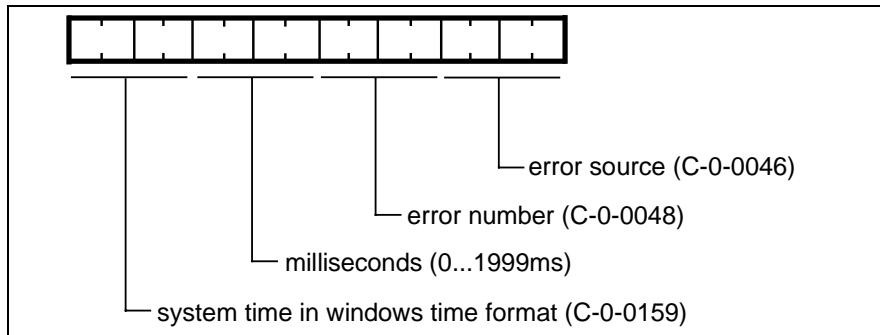 error source (C-0-0046)
error number (C-0-0048)
milliseconds (0...1999ms)
system time in windows time format (C-0-0159)